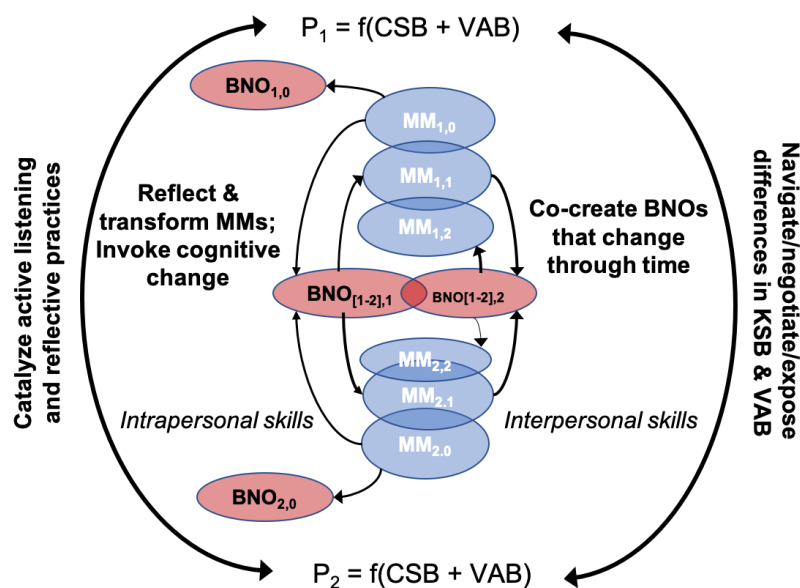 P₁ = f(CSB + VAB)
BNO₁,₀
MM₁,₀
MM₁,₁
MM₁,₂
Catalyze active listening
and reflective practices
Reflect &
transform MMs;
Invoke cognitive
change
Co-create BNOs
that change
through time
Navigate/negotiate/expose
differences in KSB & VAB
BNO[1-2],1
BNO[1-2],2
MM₂,₂
MM₂.₁
MM₂.₀
Intrapersonal skills
Interpersonal skills
BNO₂,₀
P₂ = f(CSB + VAB)